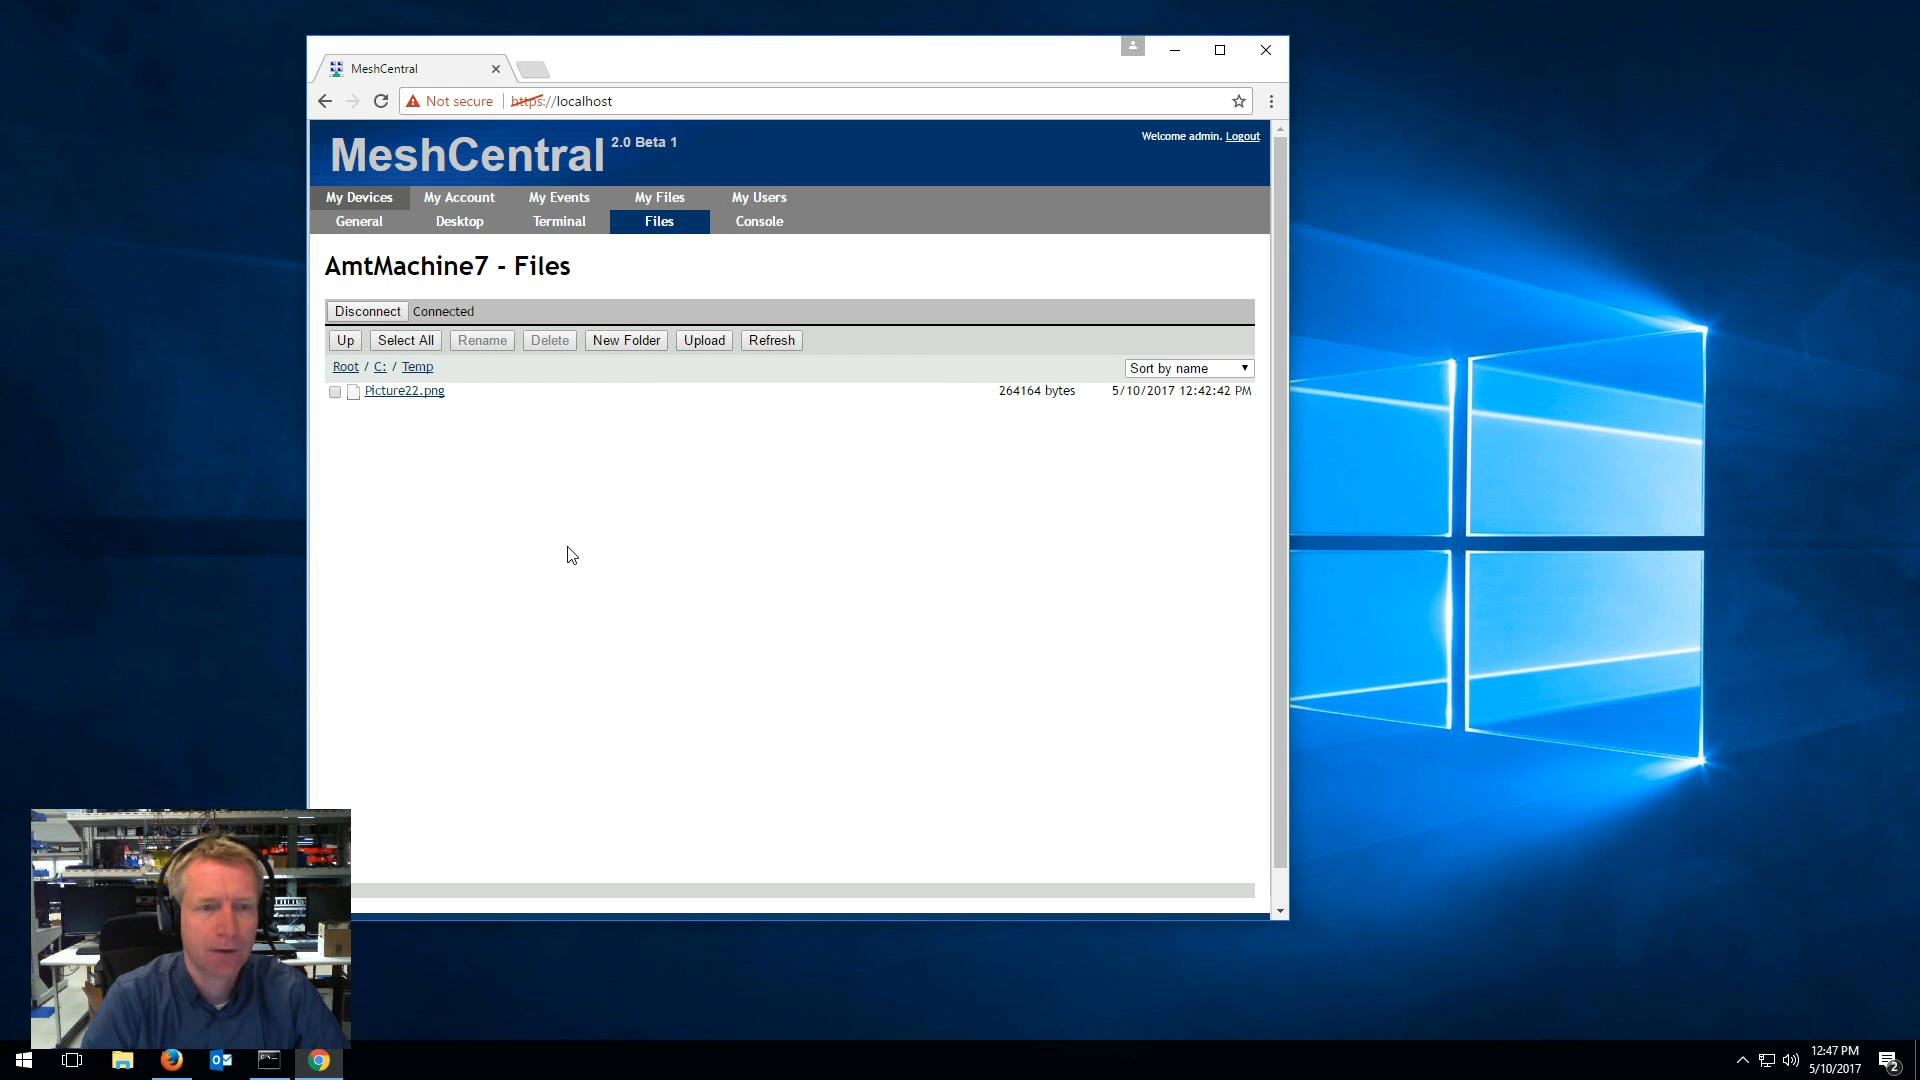 MeshCentral
Not secure https://localhost
MeshCentral 2.0 Beta 1
Welcome admin. Logout
My Devices My Account My Events My Files My Users
General Desktop Terminal Files Console
AmtMachine7 - Files
Disconnect Connected
Up Select All Rename Delete New Folder Upload Refresh
Root / C: / Temp Sort by name
Picture22.png 264164 bytes 5/10/2017 12:42:42 PM
12:47 PM
5/10/2017
2